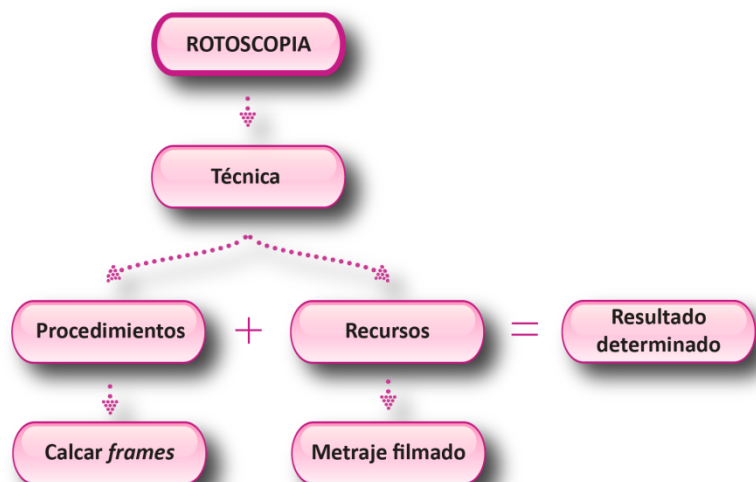 ROTOSCOPIA
Técnica
Procedimientos + Recursos = Resultado
determinado
Calcar frames
Metraje filmado